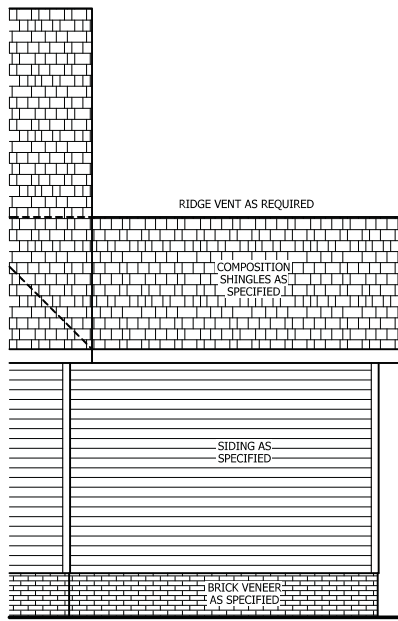 RIDGE VENT AS REQUIRED
COMPOSITION
SHINGLES AS
SPECIFIED
SIDING AS
SPECIFIED
BRICK VENEER
AS SPECIFIED